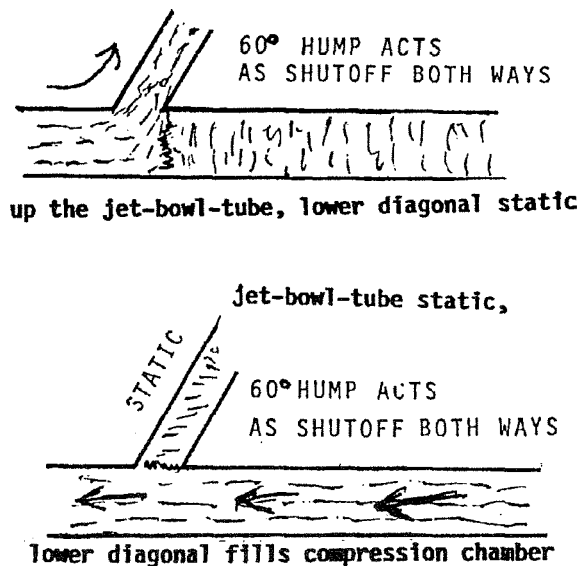 60° HUMP ACTS
AS SHUTOFF BOTH WAYS
up the jet-bowl-tube, lower diagonal static
jet-bowl-tube static,
STATIC
60° HUMP ACTS
AS SHUTOFF BOTH WAYS
lower diagonal fills compression chamber